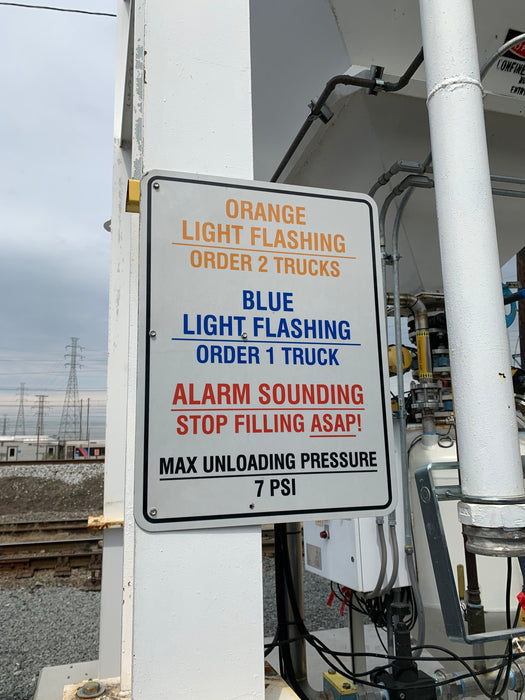 ORANGE
LIGHT FLASHING
ORDER 2 TRUCKS
BLUE
LIGHT FLASHING
ORDER 1 TRUCK
ALARM SOUNDING
STOP FILLING ASAP!
MAX UNLOADING PRESSURE
7 PSI